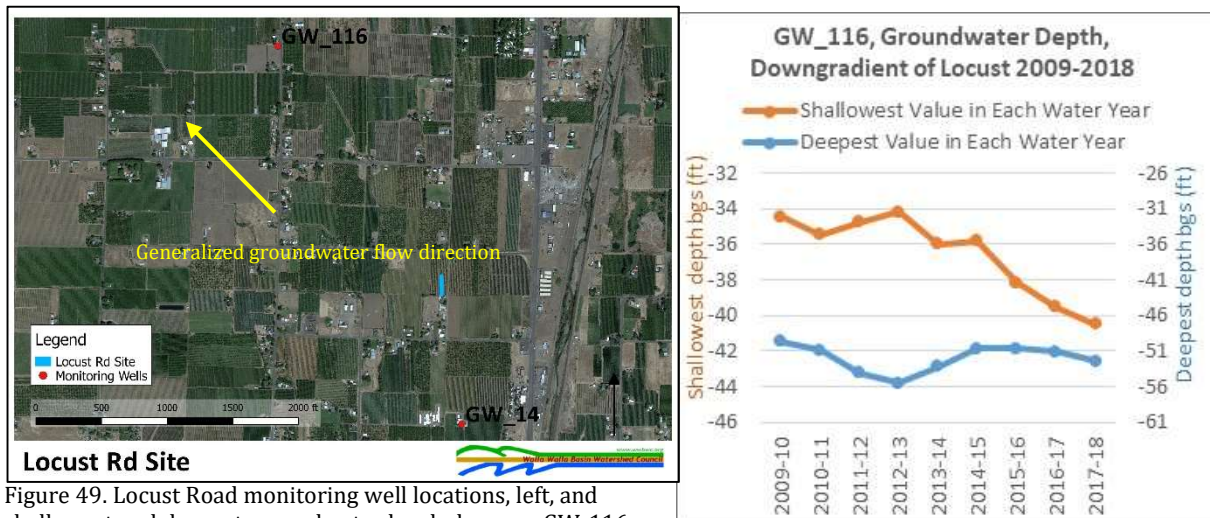 GW_116
Generalized groundwater flow direction
Legend
Locust Rd Site
Monitoring Wells
0 500 1000 1500 2000 ft
GW_14
Locust Rd Site
Walla Walla Basin Watershed Council
Figure 49. Locust Road monitoring well locations, left, and
GW_116, Groundwater Depth,
Downgradient of Locust 2009-2018
Shallowest Value in Each Water Year
Deepest Value in Each Water Year
Shallowest depth bgs (ft)
-32
-34
-36
-38
-40
-42
-44
-46
Deepest depth bgs (ft)
-26
-31
-36
-41
-46
-51
-56
-61
2009-10
2010-11
2011-12
2012-13
2013-14
2014-15
2015-16
2016-17
2017-18